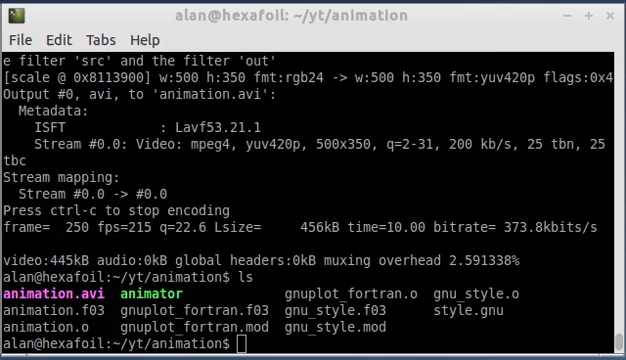 alan@hexafoil: ~/yt/animation
File Edit Tabs Help
e filter 'src' and the filter 'out'
[scale @ 0x8113900] w:500 h:350 fmt:rgb24 -> w:500 h:350 fmt:yuv420p flags:0x4
Output #0, avi, to 'animation.avi':
Metadata:
ISFT : Lavf53.21.1
Stream #0.0: Video: mpeg4, yuv420p, 500x350, q=2-31, 200 kb/s, 25 tbn, 25
tbc
Stream mapping:
Stream #0.0 -> #0.0
Press ctrl-c to stop encoding
frame= 250 fps=215 q=22.6 Lsize= 456kB time=10.00 bitrate= 373.8kbits/s
video:445kB audio:0kB global headers:0kB muxing overhead 2.591338%
alan@hexafoil:~/yt/animation$ ls
animation.avi animator gnuplot_fortran.o gnu_style.o
animation.f03 gnuplot_fortran.f03 gnu_style.f03 style.gnu
animation.o gnuplot_fortran.mod gnu_style.mod
alan@hexafoil:~/yt/animation$